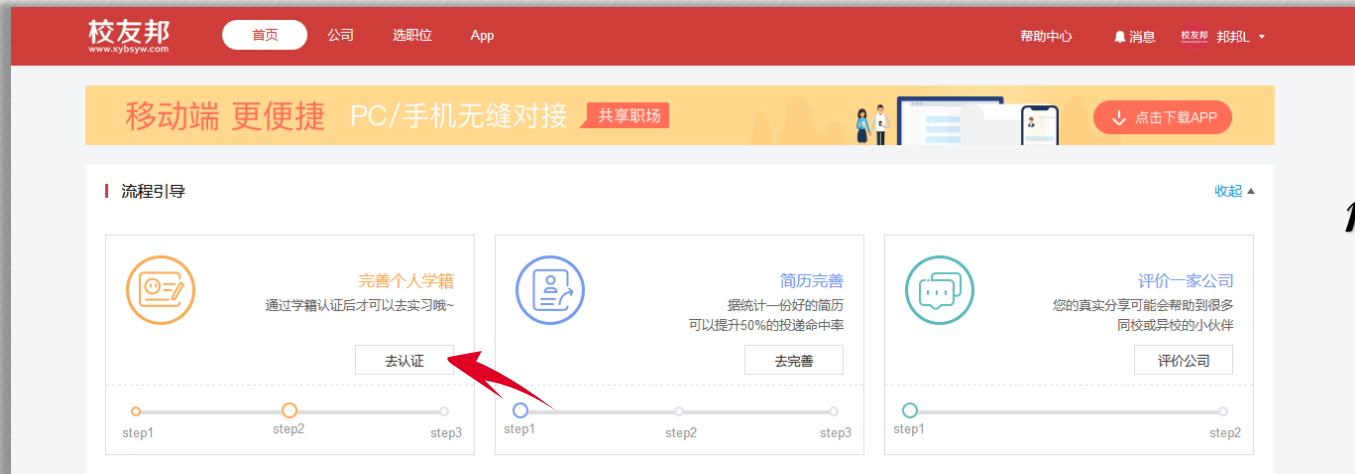 校友邦
www.xybsyw.com
首页 公司 选职位 App
帮助中心 消息 校友邦 邦邦L
移动端 更便捷 PC/手机无缝对接 共享职场
点击下载APP
流程引导
收起
完善个人学籍
通过学籍认证后才可以去实习哦~
去认证
step1 step2 step3
简历完善
据统计一份好的简历
可以提升50%的投递命中率
去完善
step1 step2 step3
评价一家公司
您的真实分享可能会帮助到很多
同校或异校的小伙伴
评价公司
step1 step2